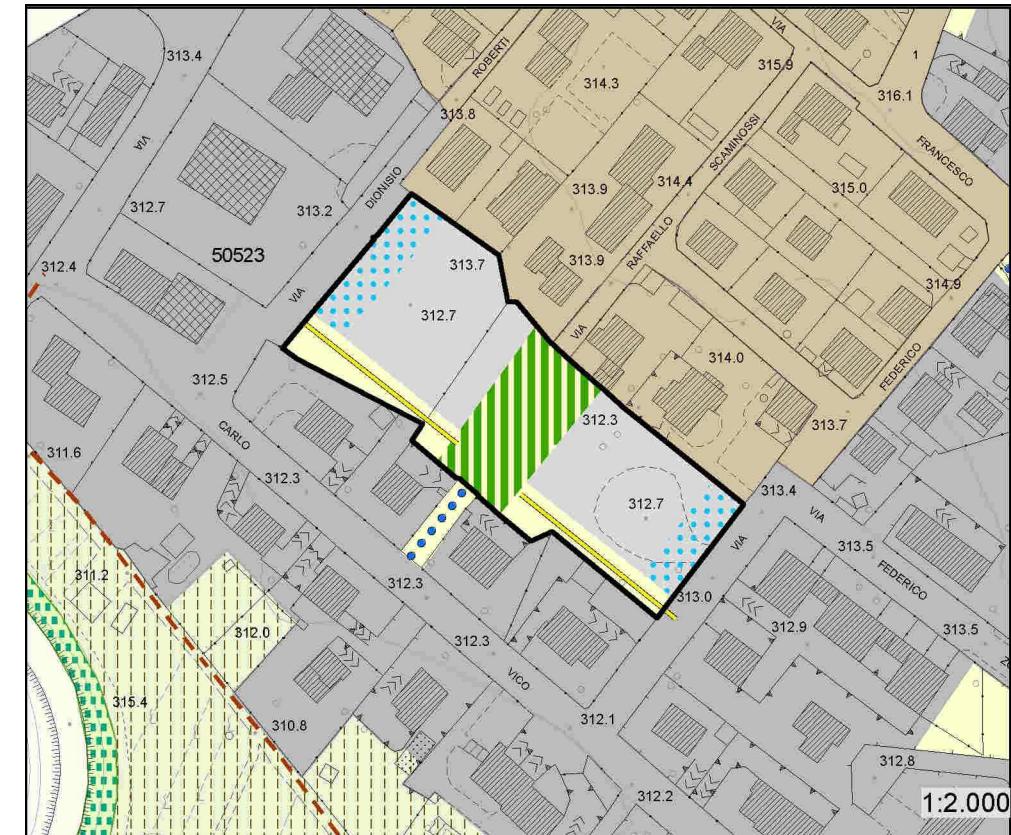 313.4
VIA
ROBERTI
314.3
VIA
315.9
1
316.1
313.8
SCAMINOSSI
FRANCESCO
VIA
DIONISIO
312.7
313.2
313.9
314.4
315.0
50523
RAFFAELLO
312.4
313.7
313.9
314.9
VIA
312.7
VIA
314.0
FEDERICO
312.5
312.3
313.7
CARLO
311.6
312.3
312.7
313.4
VIA
VIA
313.5
311.2
312.3
313.0
FEDERICO
312.0
312.3
312.9
313.5
ZO
315.4
VICO
310.8
312.1
312.8
312.2
1:2.000